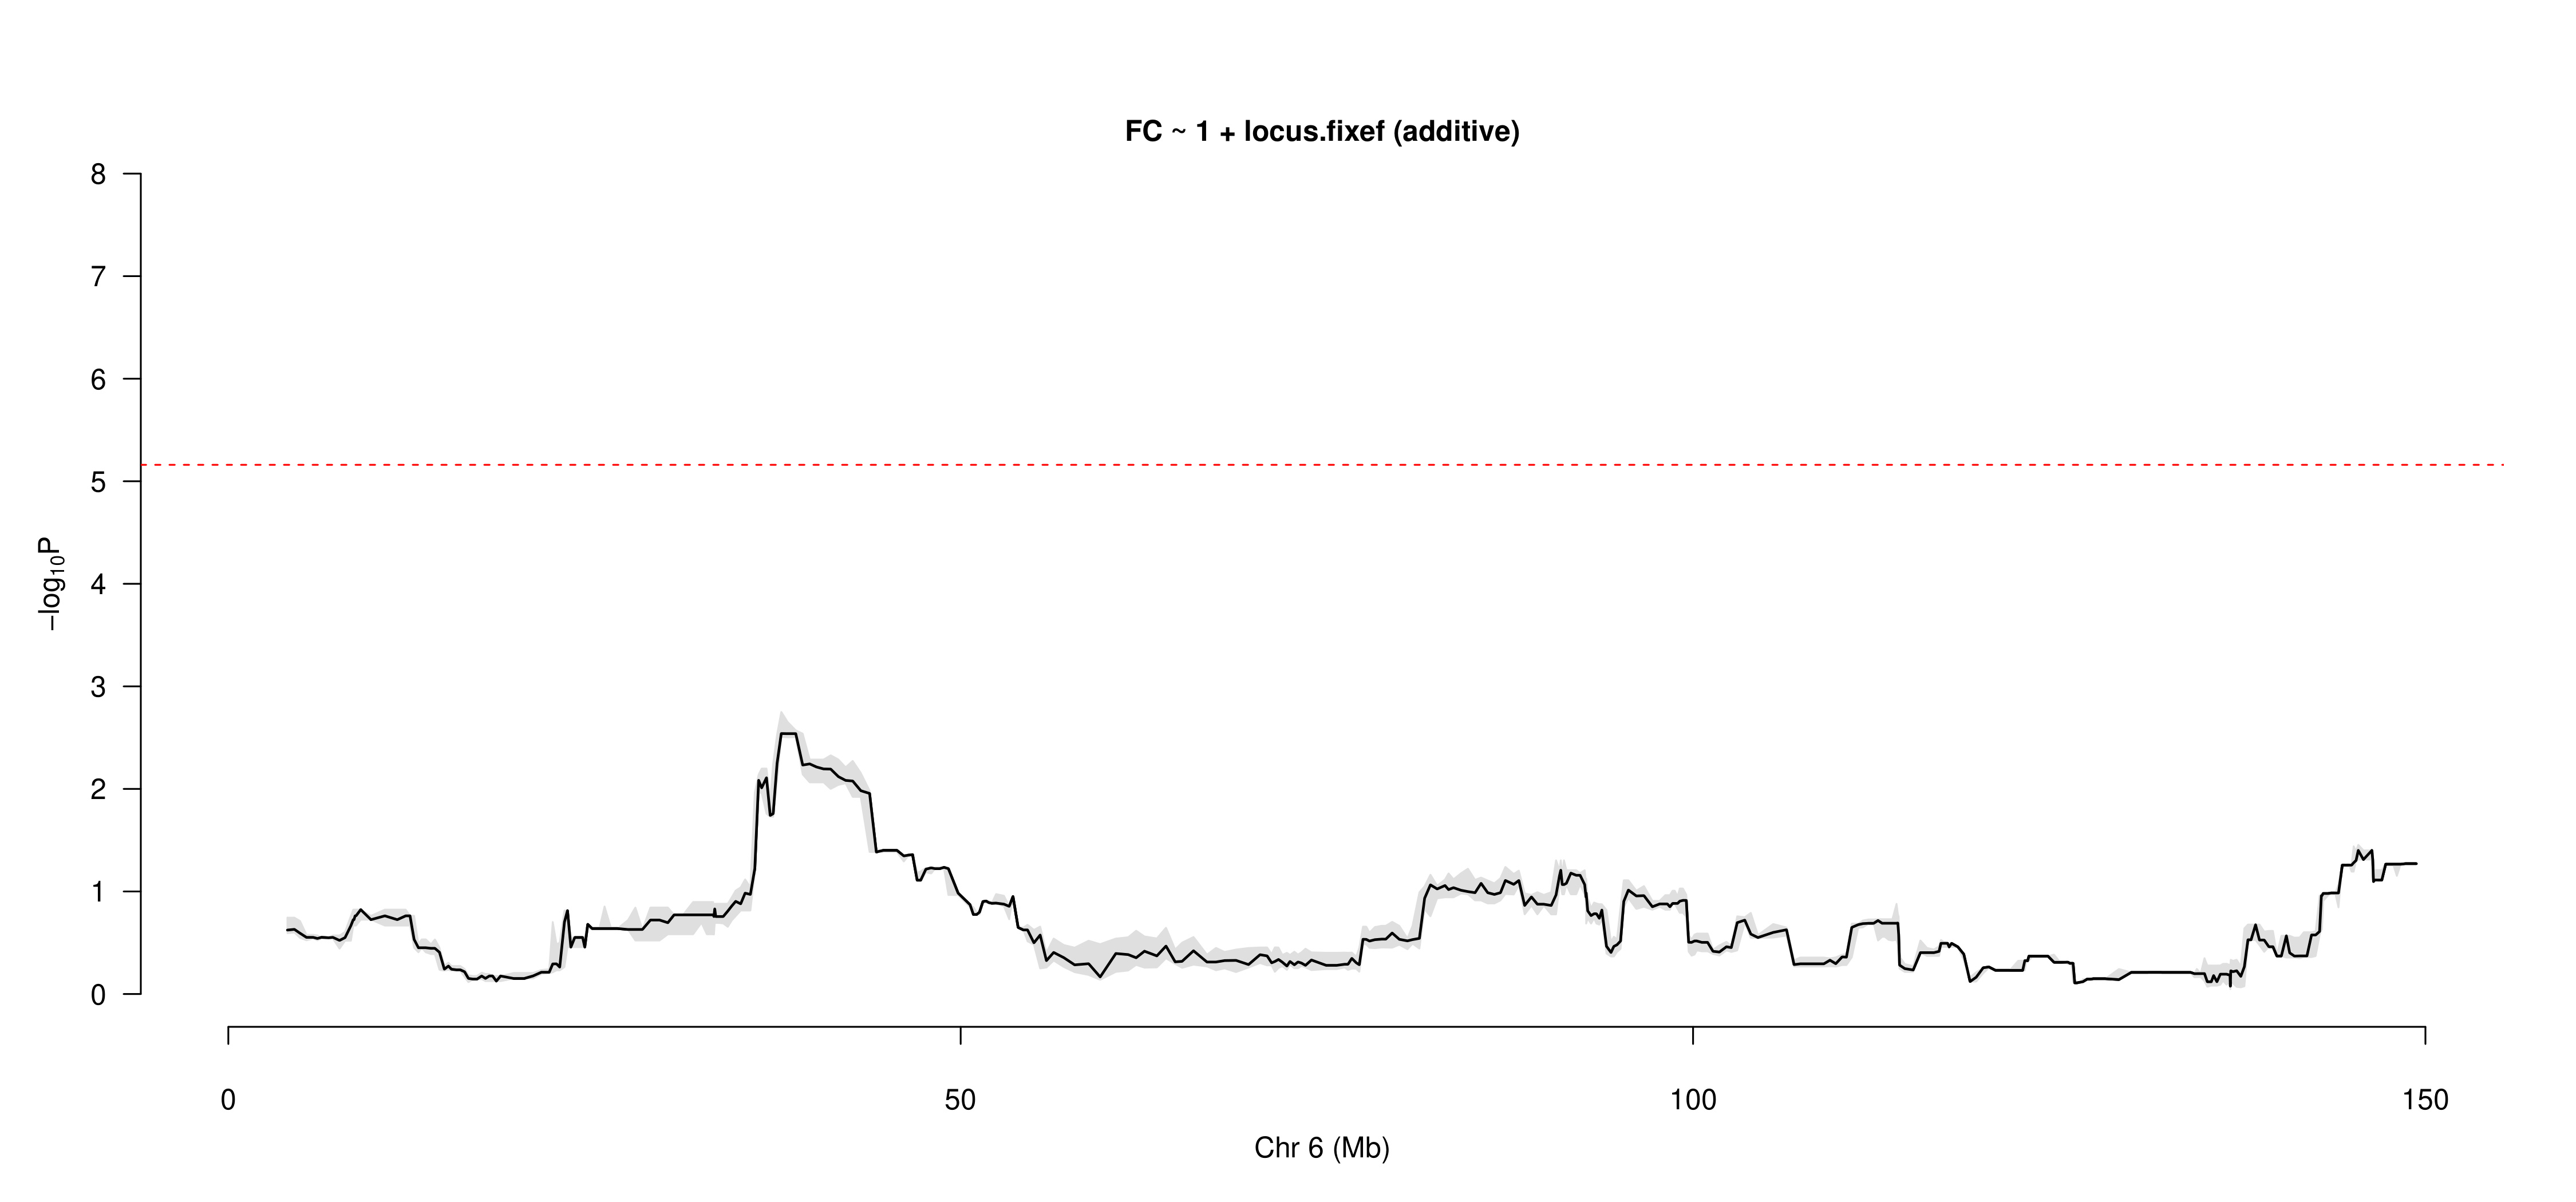 FC ~ 1 + locus.fixef (additive)
8
7
6
5
4
3
2
1
0
−log10P
0 50 100 150
Chr 6 (Mb)